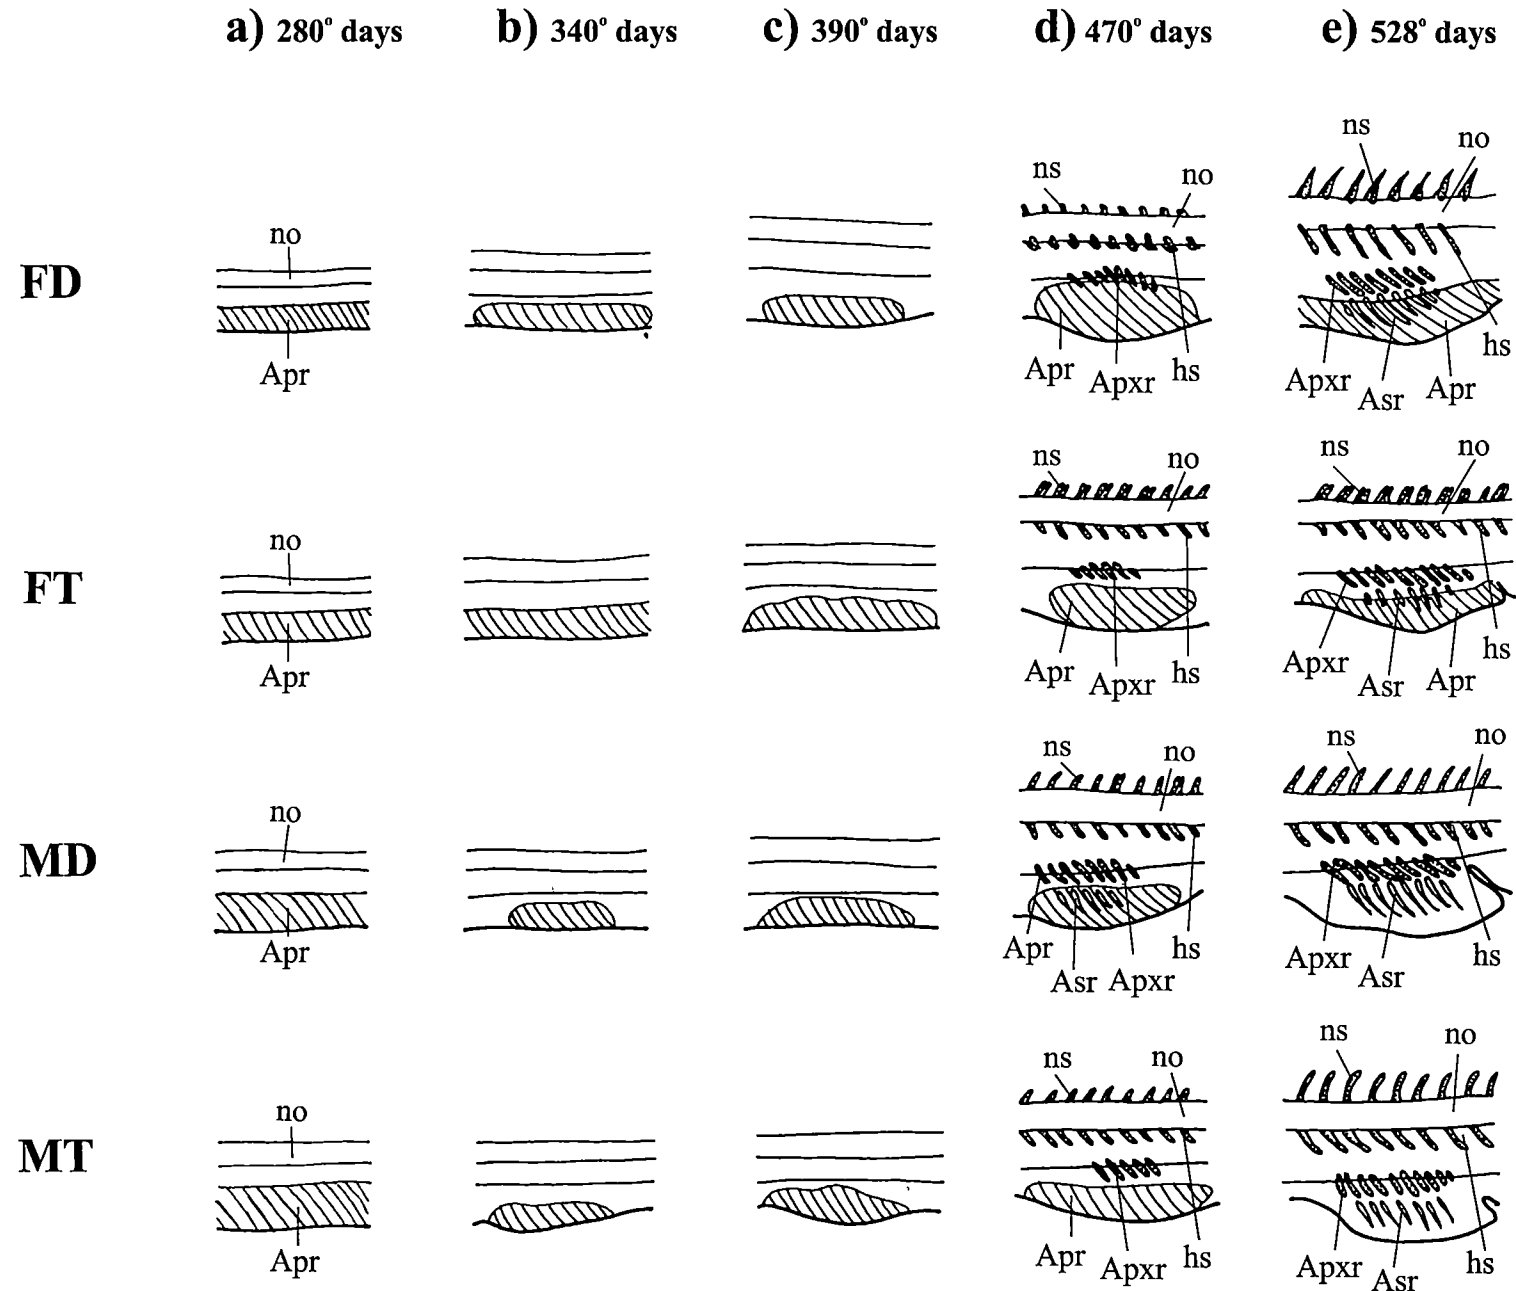 a) 280° days b) 340° days c) 390° days d) 470° days e) 528° days
ns no
ns no
no
FD
Apr
Apr Apxr hs
hs
Apxr Asr Apr
ns no
ns no
no
FT
Apr
Apr Apxr hs
hs
Apxr Asr Apr
ns no
ns no
no
MD
Apr
Apr hs
Asr Apxr
hs
Apxr Asr
ns no
ns no
no
MT
Apr
Apr Apxr hs
Apxr Asr hs